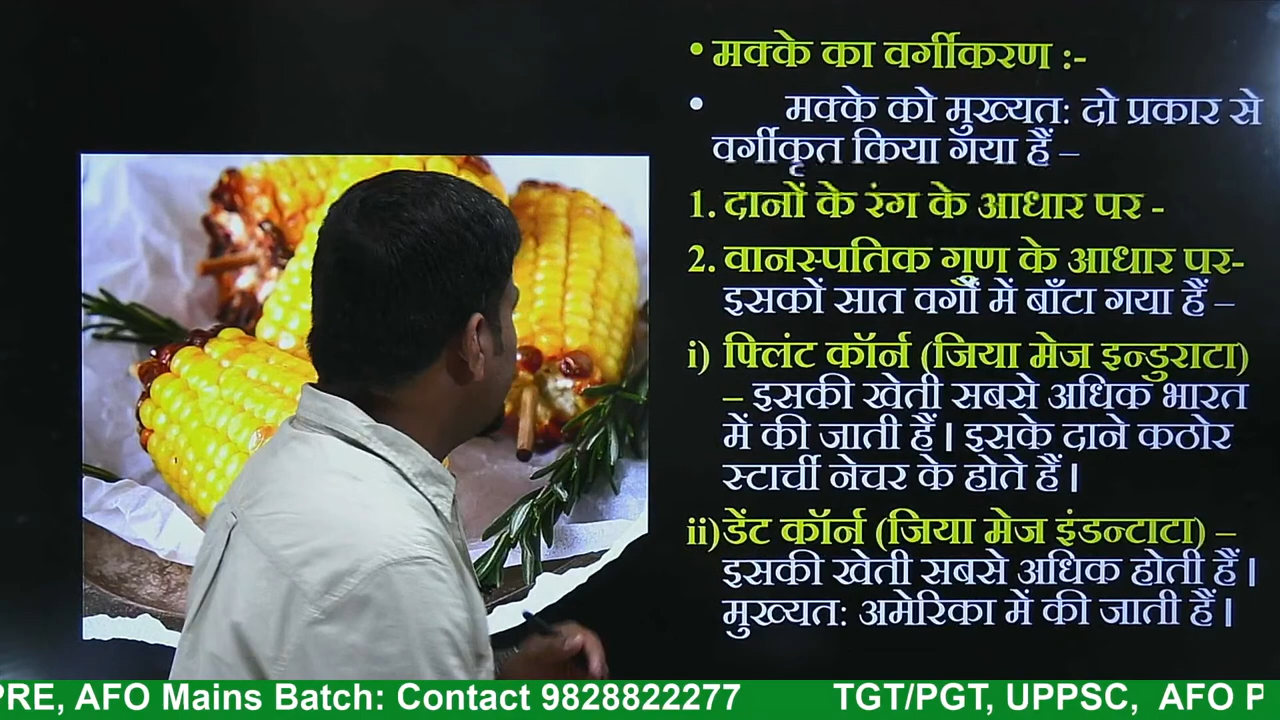 • मक्के का वर्गीकरण :-
• मक्के को मुख्यत: दो प्रकार से
वर्गीकृत किया गया हैं –
1. दानों के रंग के आधार पर -
2. वानस्पतिक गुण के आधार पर-
इसकों सात वर्गों में बाँटा गया हैं –
i) फ्लिंट कॉर्न (जिया मेज इन्डुराटा)
– इसकी खेती सबसे अधिक भारत
में की जाती हैं | इसके दाने कठोर
स्टार्ची नेचर के होते हैं |
ii) डेंट कॉर्न (जिया मेज इंडन्टाटा) –
इसकी खेती सबसे अधिक होती हैं |
मुख्यत: अमेरिका में की जाती हैं |
PRE, AFO Mains Batch: Contact 9828822277 TGT/PGT, UPPSC, AFO P